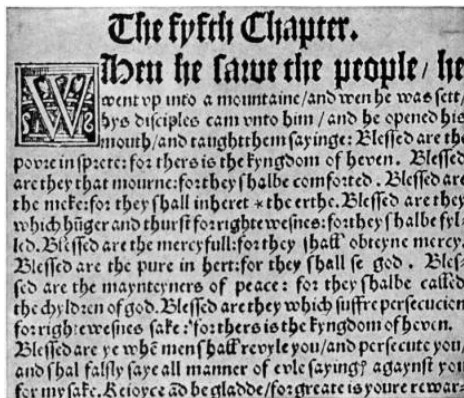 The fyfth Chapter.
When he sawe the people / he
went vp into a mountaine/and wen he was sett/
hys disciples cam vnto him / and he opened his
mouth/and taught them sayinge: Blessed are the
povre in sprete: for thers is the kyngdom of heven. Blessed
are they that mourne: for they shalbe comforted. Blessed are
the meke: for they shall inheret * the erthe. Blessed are they
which hũger and thurst for rightewesnes: for they shalbe fyl-
led. Blessed are the mercyfull: for they shall obteyne mercy.
Blessed are the pure in hert: for they shall se god. Bles-
sed are the maynteyners of peace: for they shalbe called
the chyldren of god. Blessed are they which suffre persecucien
for rightewesnes sake: for thers is the kyngdom of heven.
Blessed are ye whẽ men shall revyle you/and persecute you/
and shal falsly saye all manner of evle sayinges agaynst you
for my sake. Reioyce ãd be gladde/for greate is youre rewar-